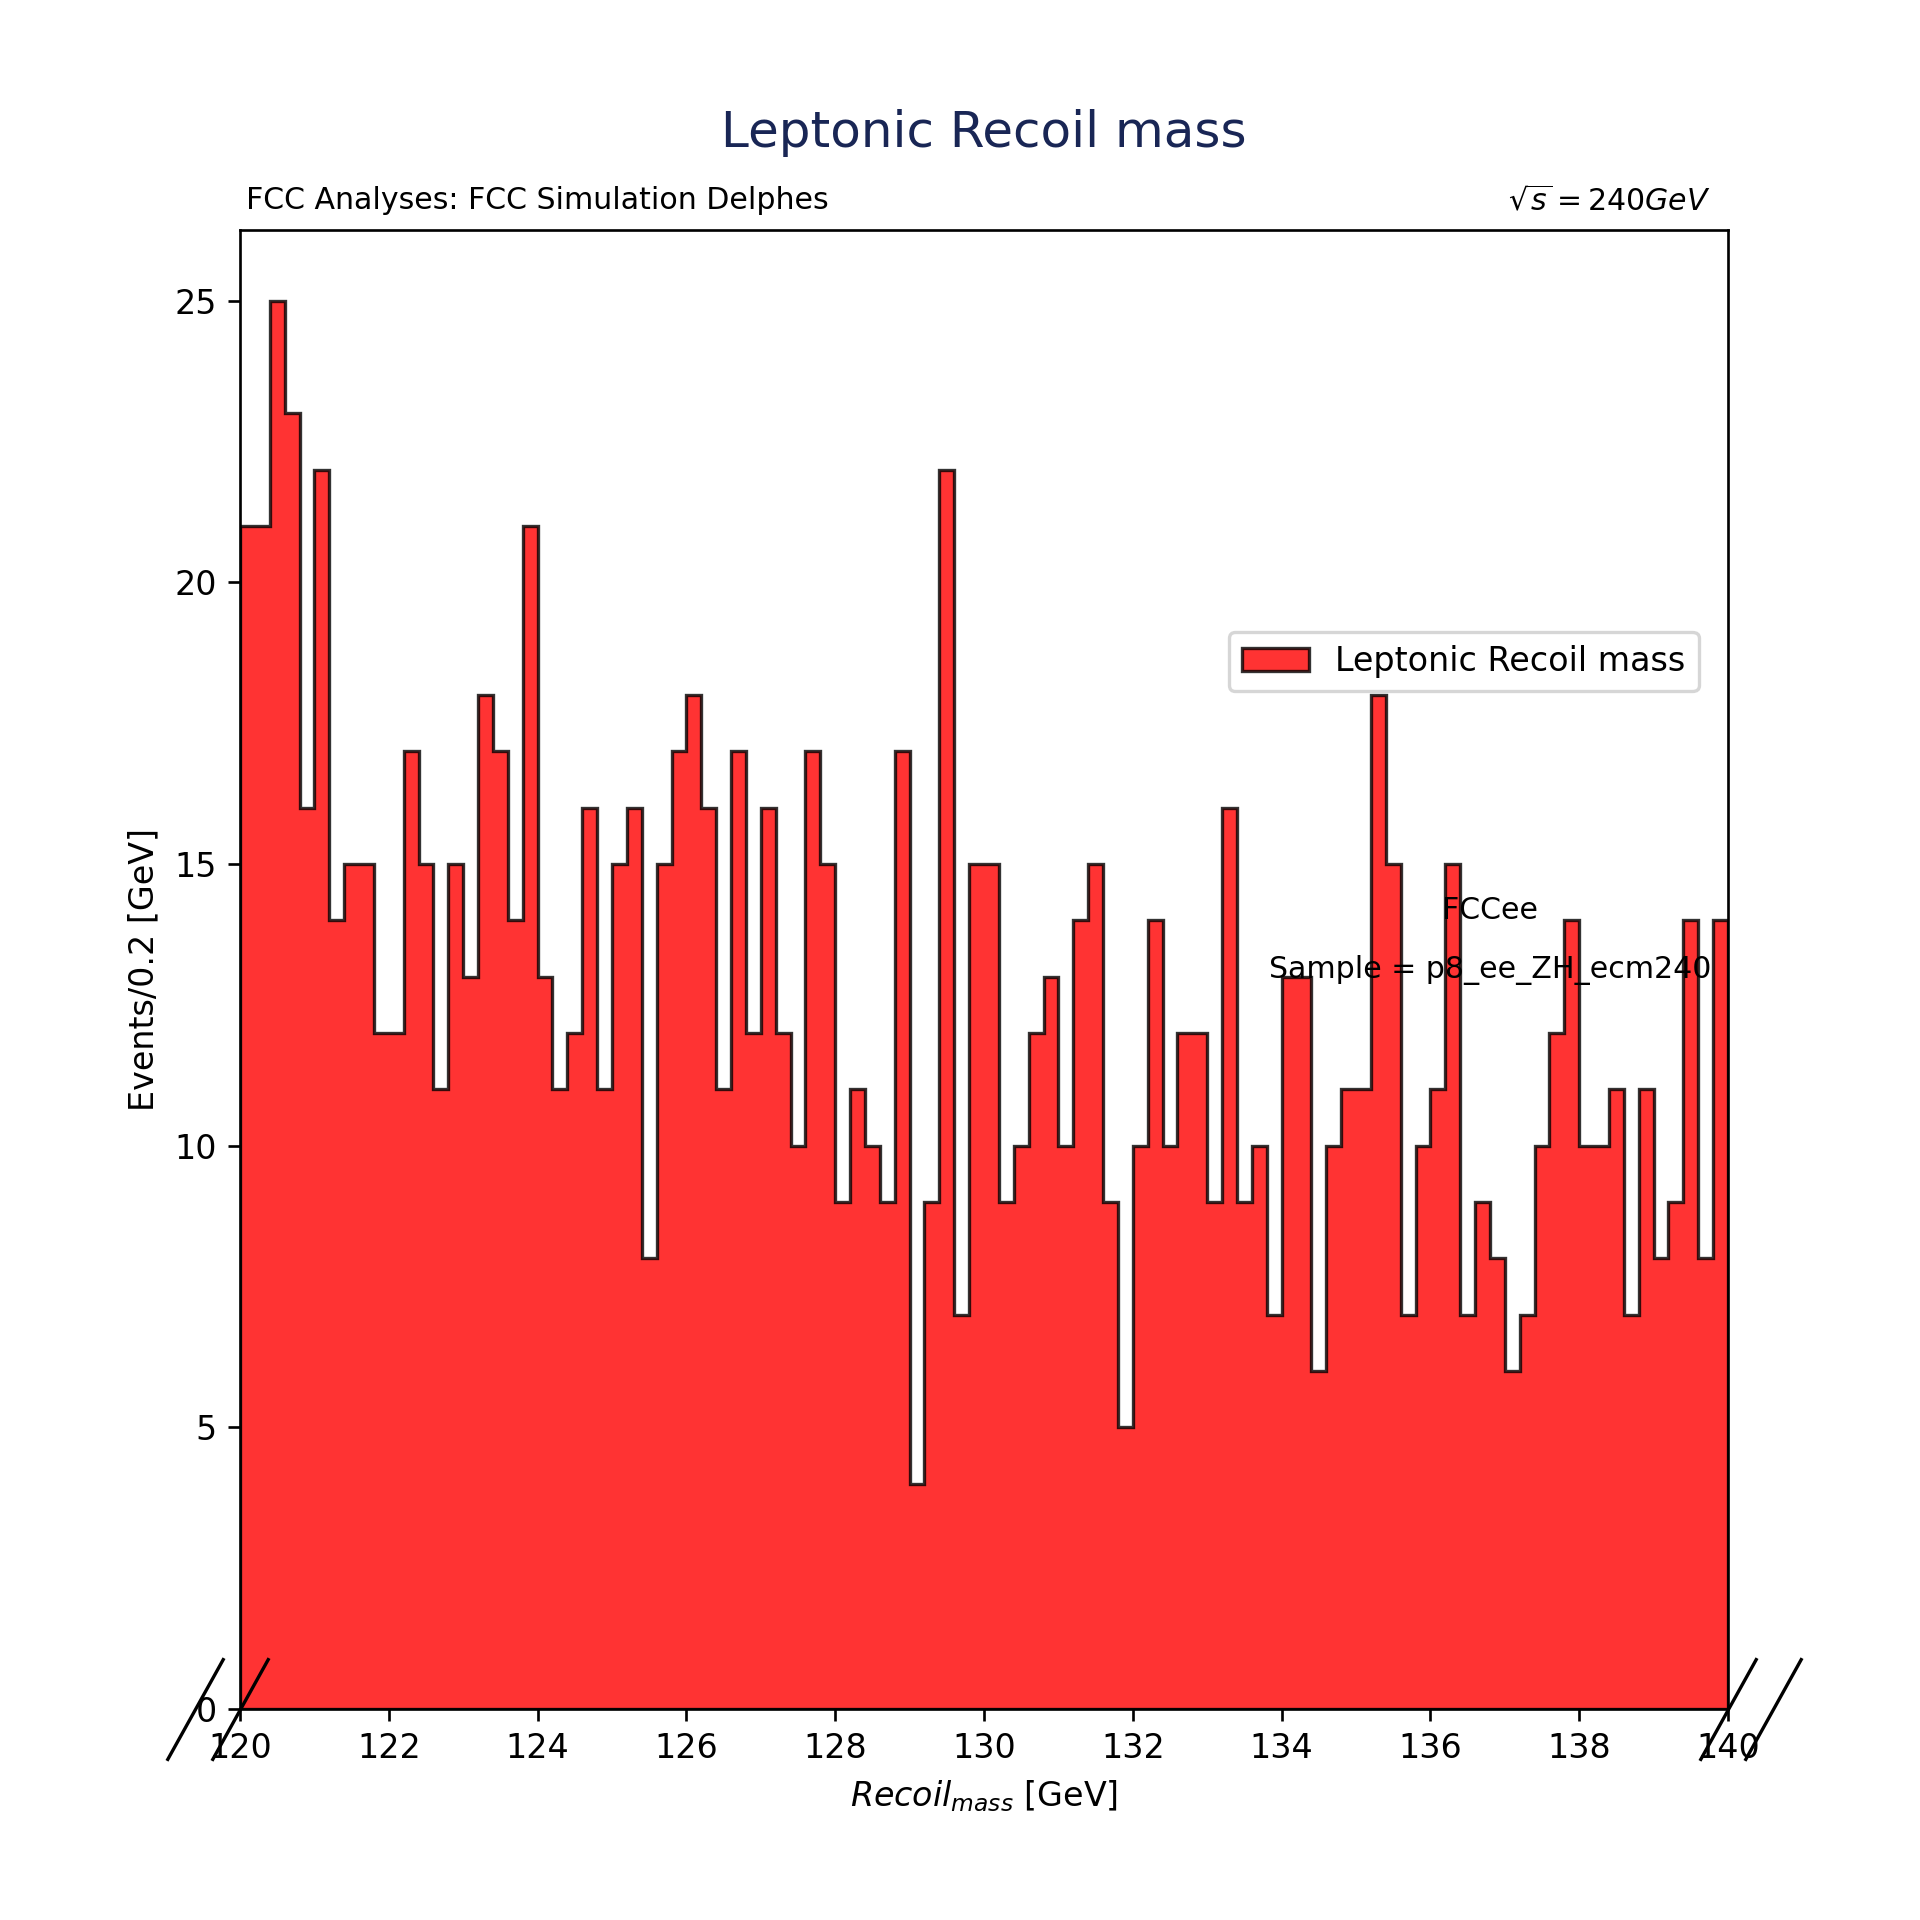 Leptonic Recoil mass
FCC Analyses: FCC Simulation Delphes
√s = 240GeV
25
20
15
10
5
0
Events/0.2 [GeV]
Leptonic Recoil mass
FCCee
Sample = p8_ee_ZH_ecm240
120 122 124 126 128 130 132 134 136 138 140
Recoil_mass [GeV]